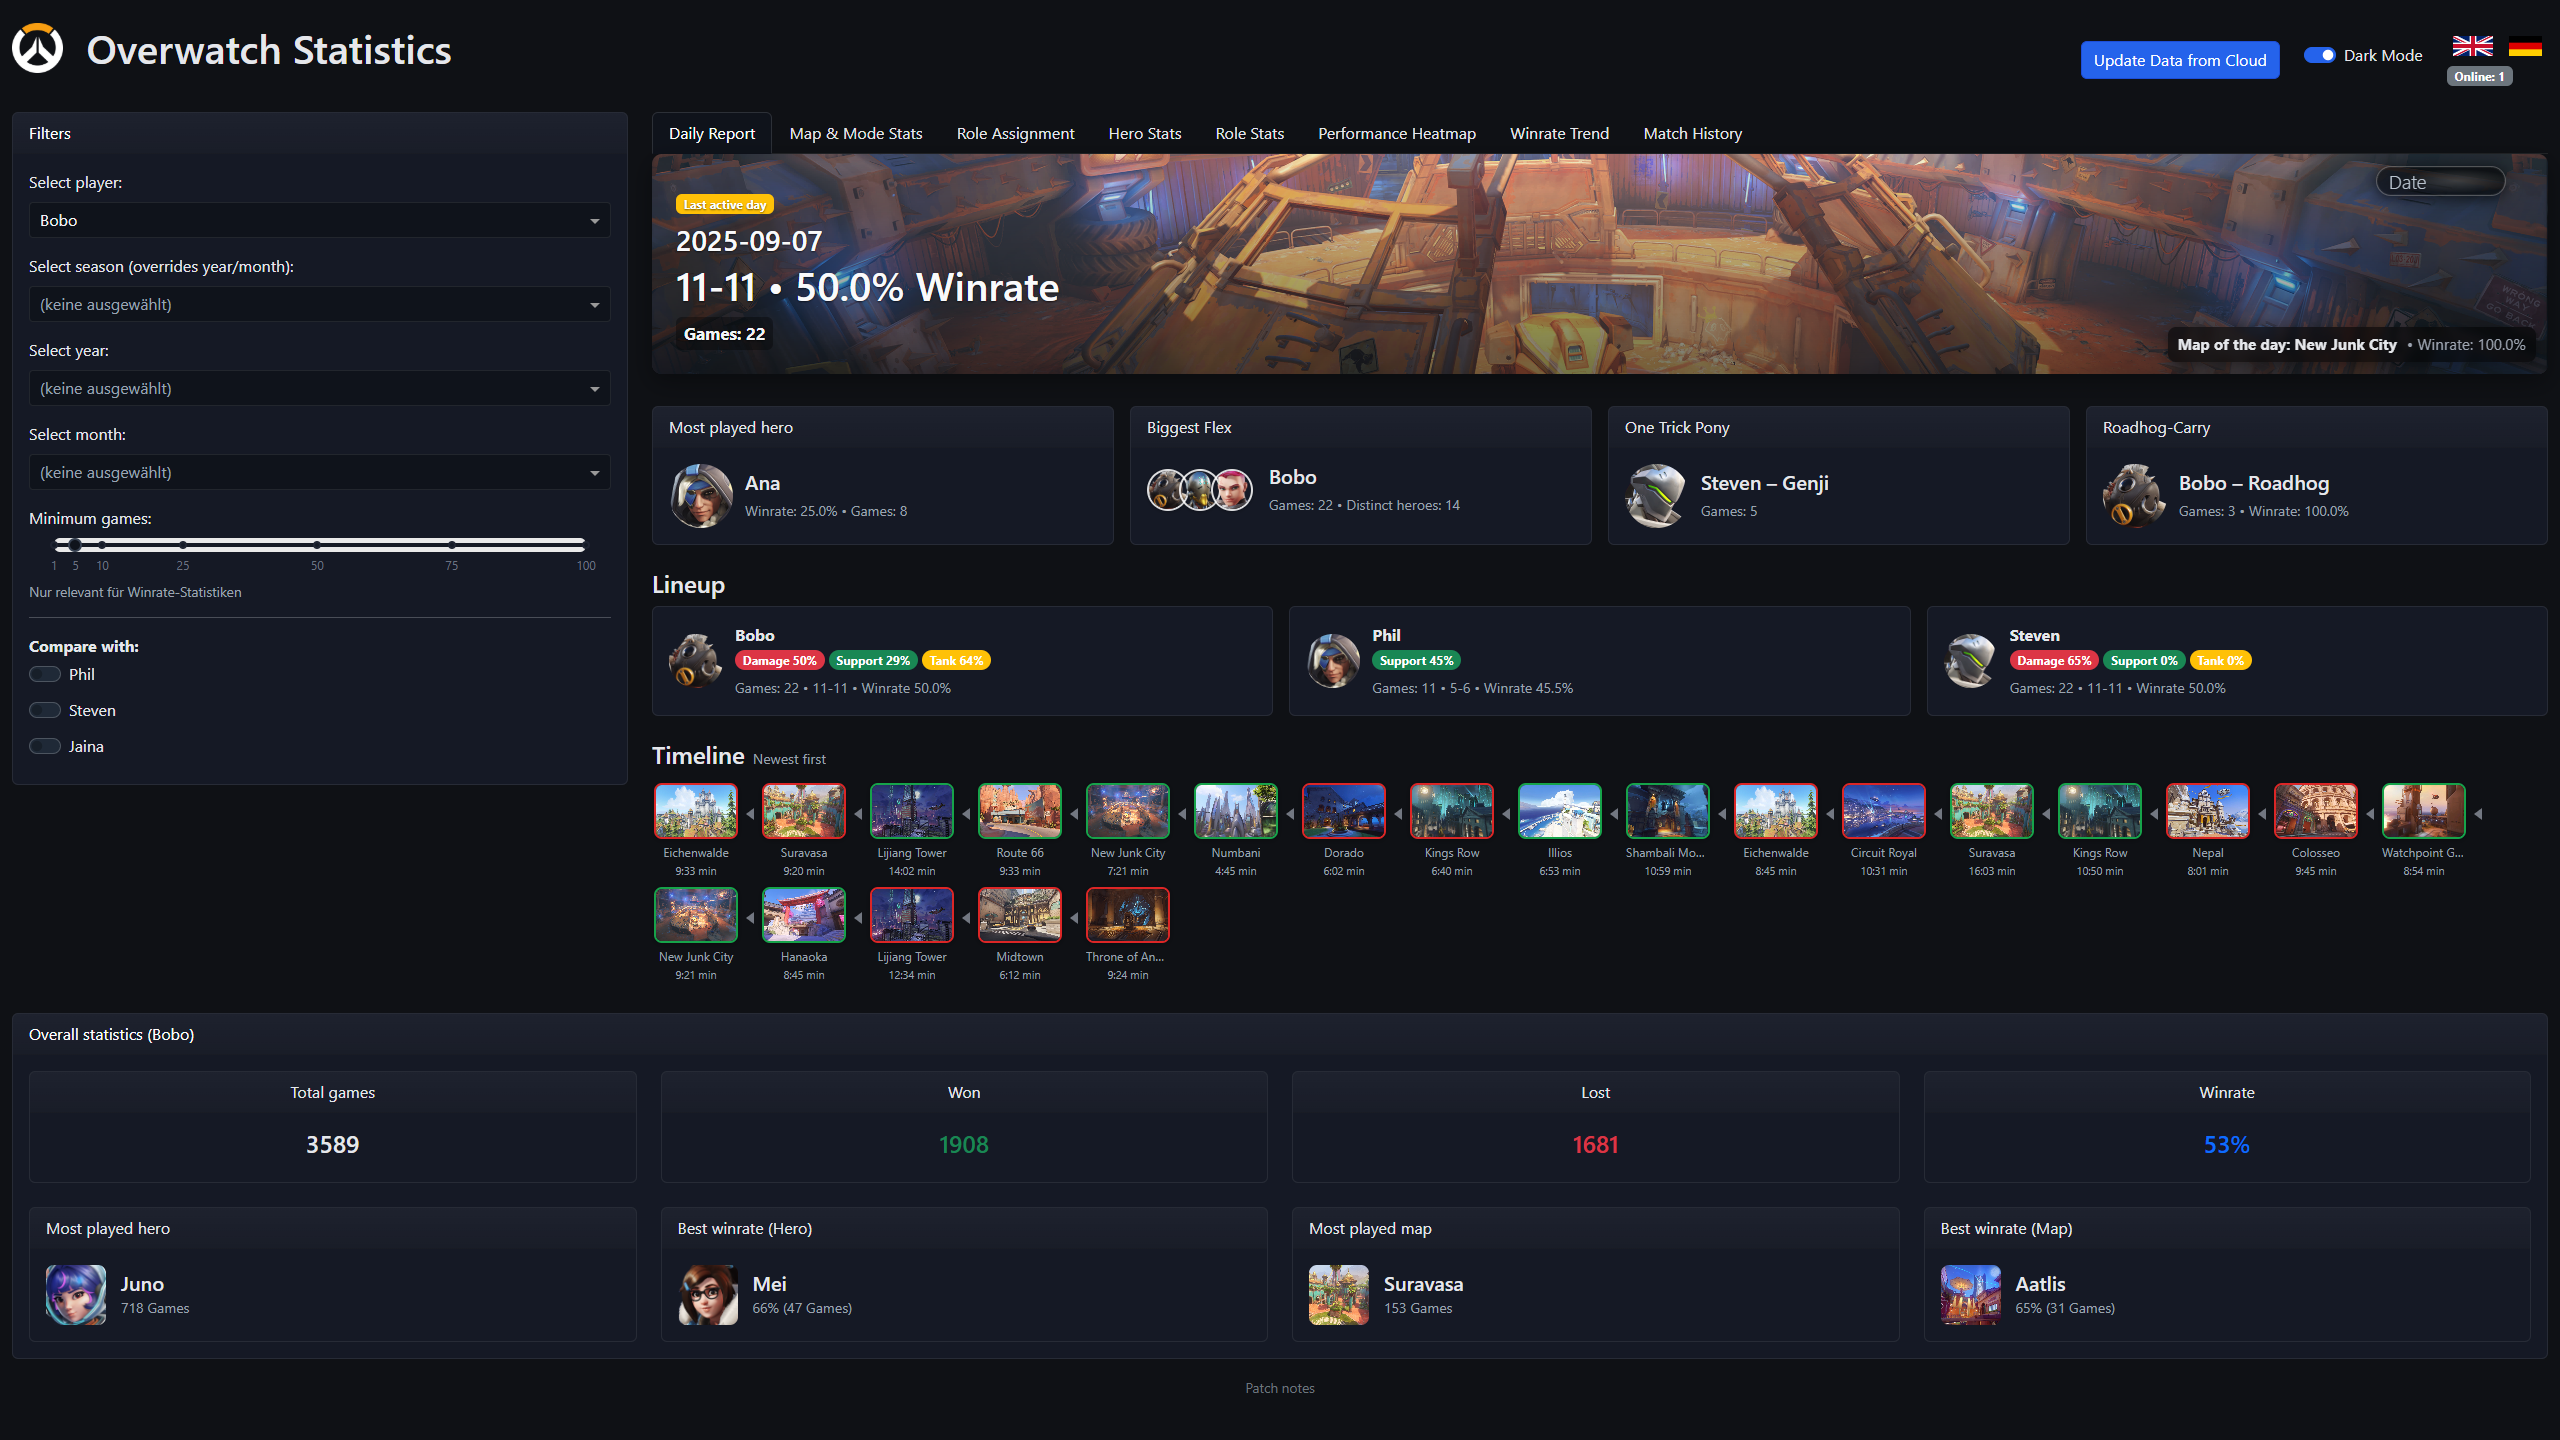 Overwatch Statistics
Update Data from Cloud
Dark Mode
Online: 1
Filters
Select player:
Bobo
Select season (overrides year/month):
(keine ausgewählt)
Select year:
(keine ausgewählt)
Select month:
(keine ausgewählt)
Minimum games:
1 5 10 25 50 75 100
Nur relevant für Winrate-Statistiken
Compare with:
Phil
Steven
Jaina
Daily Report Map & Mode Stats Role Assignment Hero Stats Role Stats Performance Heatmap Winrate Trend Match History
Date
Last active day
2025-09-07
11-11 • 50.0% Winrate
Games: 22
WRONG
WAY
GO BACK
Map of the day: New Junk City • Winrate: 100.0%
Most played hero
Ana
Winrate: 25.0% • Games: 8
Biggest Flex
Bobo
Games: 22 • Distinct heroes: 14
One Trick Pony
Steven – Genji
Games: 5
Roadhog-Carry
Bobo – Roadhog
Games: 3 • Winrate: 100.0%
Lineup
Bobo
Damage 50% Support 29% Tank 64%
Games: 22 • 11-11 • Winrate 50.0%
Phil
Support 45%
Games: 11 • 5-6 • Winrate 45.5%
Steven
Damage 65% Support 0% Tank 0%
Games: 22 • 11-11 • Winrate 50.0%
Timeline Newest first
Eichenwalde Suravasa Lijiang Tower Route 66 New Junk City Numbani Dorado Kings Row Illios Shambali Mo... Eichenwalde Circuit Royal Suravasa Kings Row Nepal Colosseo Watchpoint G...
9:33 min 9:20 min 14:02 min 9:33 min 7:21 min 4:45 min 6:02 min 6:40 min 6:53 min 10:59 min 8:45 min 10:31 min 16:03 min 10:50 min 8:01 min 9:45 min 8:54 min
New Junk City Hanaoka Lijiang Tower Midtown Throne of An...
9:21 min 8:45 min 12:34 min 6:12 min 9:24 min
Overall statistics (Bobo)
Total games
3589
Won
1908
Lost
1681
Winrate
53%
Most played hero
Juno
718 Games
Best winrate (Hero)
Mei
66% (47 Games)
Most played map
Suravasa
153 Games
Best winrate (Map)
Aatlis
65% (31 Games)
Patch notes